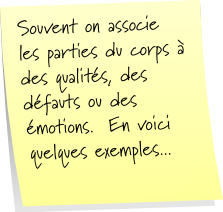 Souvent on associe
les parties du corps à
des qualités, des
défauts ou des
émotions. En voici
quelques exemples...